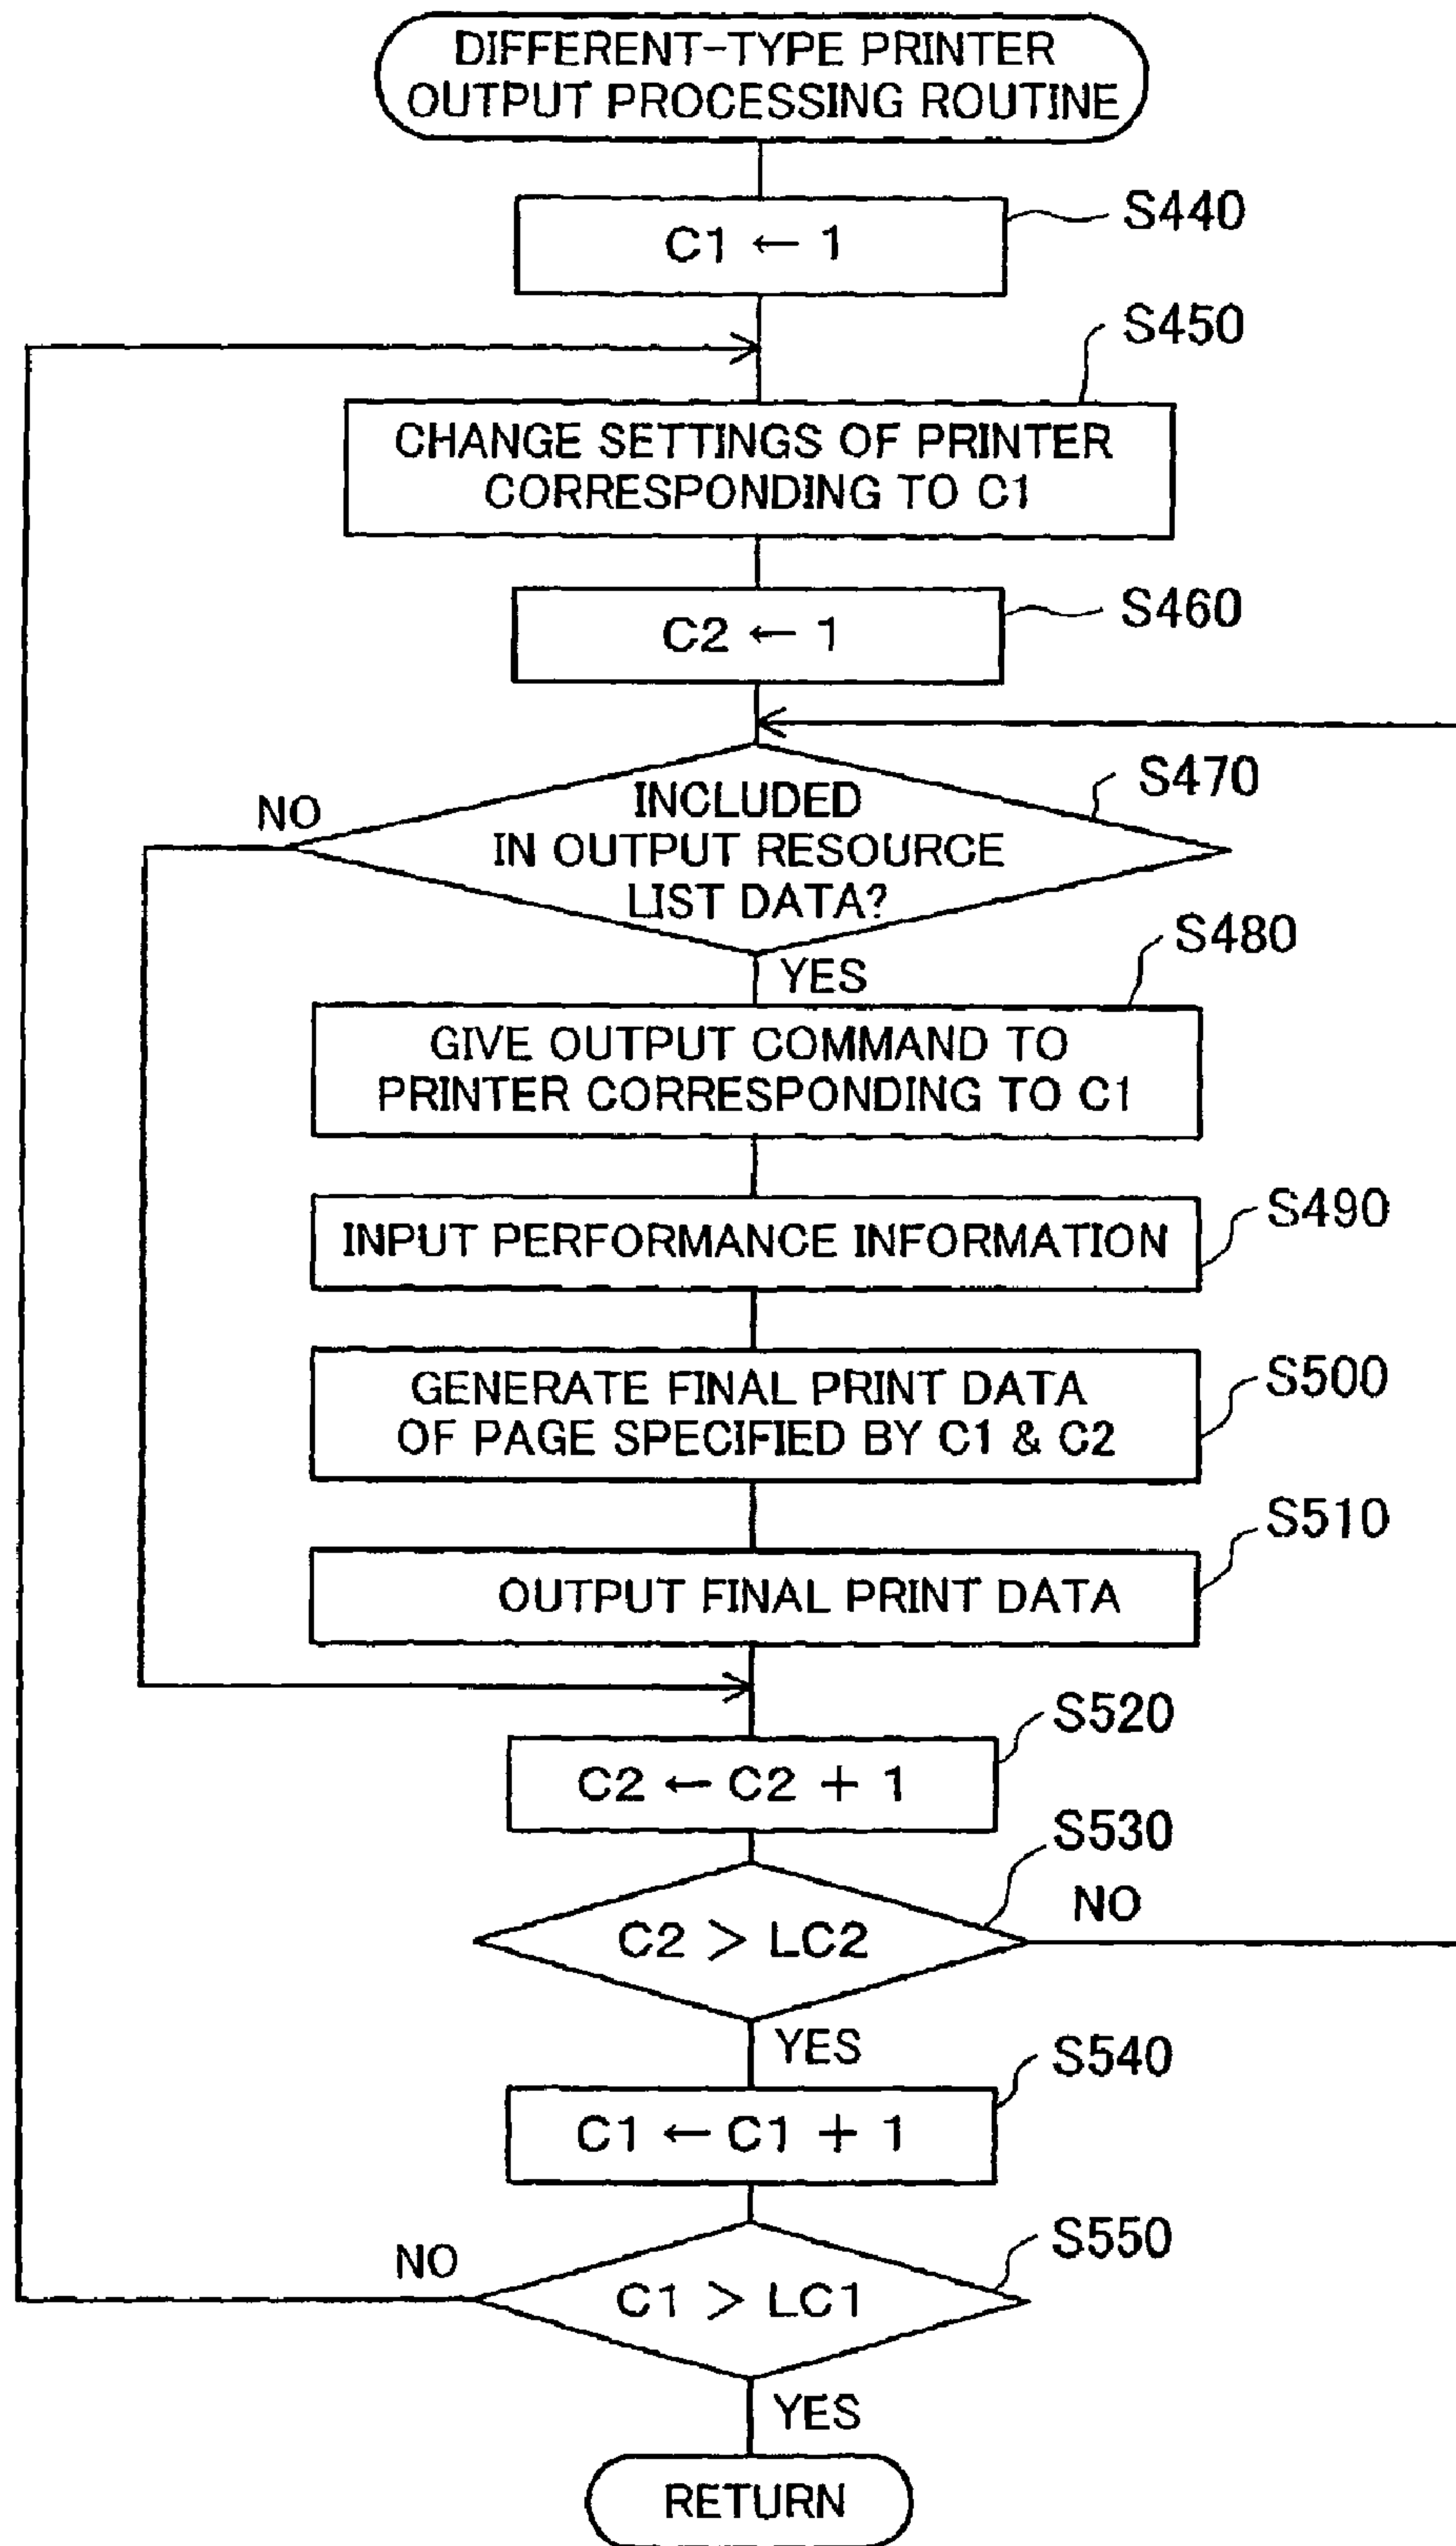 DIFFERENT-TYPE PRINTER
OUTPUT PROCESSING ROUTINE
S440
C1 ← 1
S450
CHANGE SETTINGS OF PRINTER
CORRESPONDING TO C1
S460
C2 ← 1
S470
NO
INCLUDED
IN OUTPUT RESOURCE
LIST DATA?
S480
YES
GIVE OUTPUT COMMAND TO
PRINTER CORRESPONDING TO C1
S490
INPUT PERFORMANCE INFORMATION
S500
GENERATE FINAL PRINT DATA
OF PAGE SPECIFIED BY C1 & C2
S510
OUTPUT FINAL PRINT DATA
S520
C2 ← C2 + 1
S530
NO
C2 > LC2
YES
S540
C1 ← C1 + 1
S550
NO
C1 > LC1
YES
RETURN